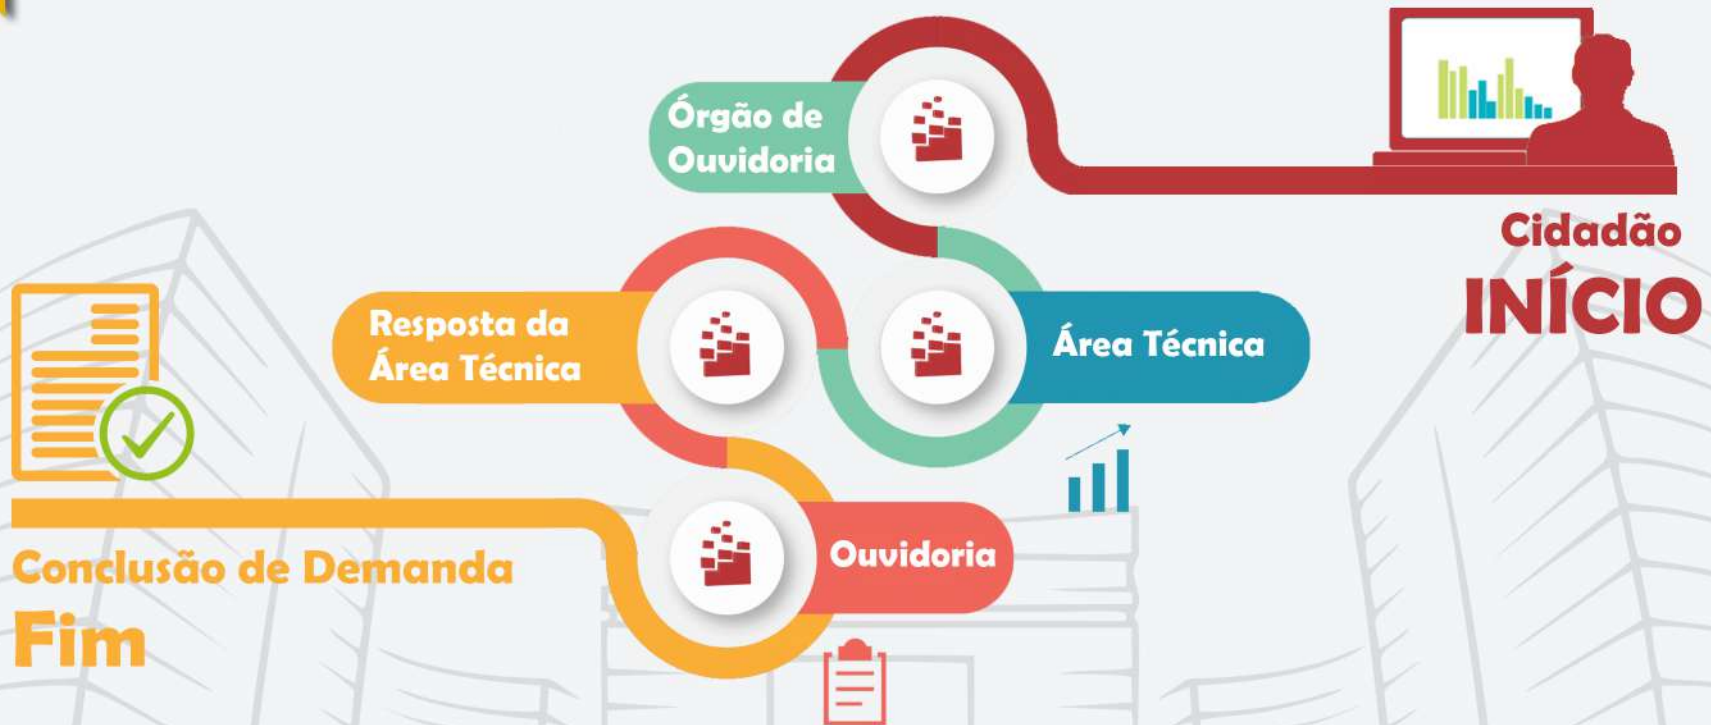 Órgão de
Ouvidoria
Cidadão
INÍCIO
Resposta da
Área Técnica
Área Técnica
Ouvidoria
Conclusão de Demanda
Fim